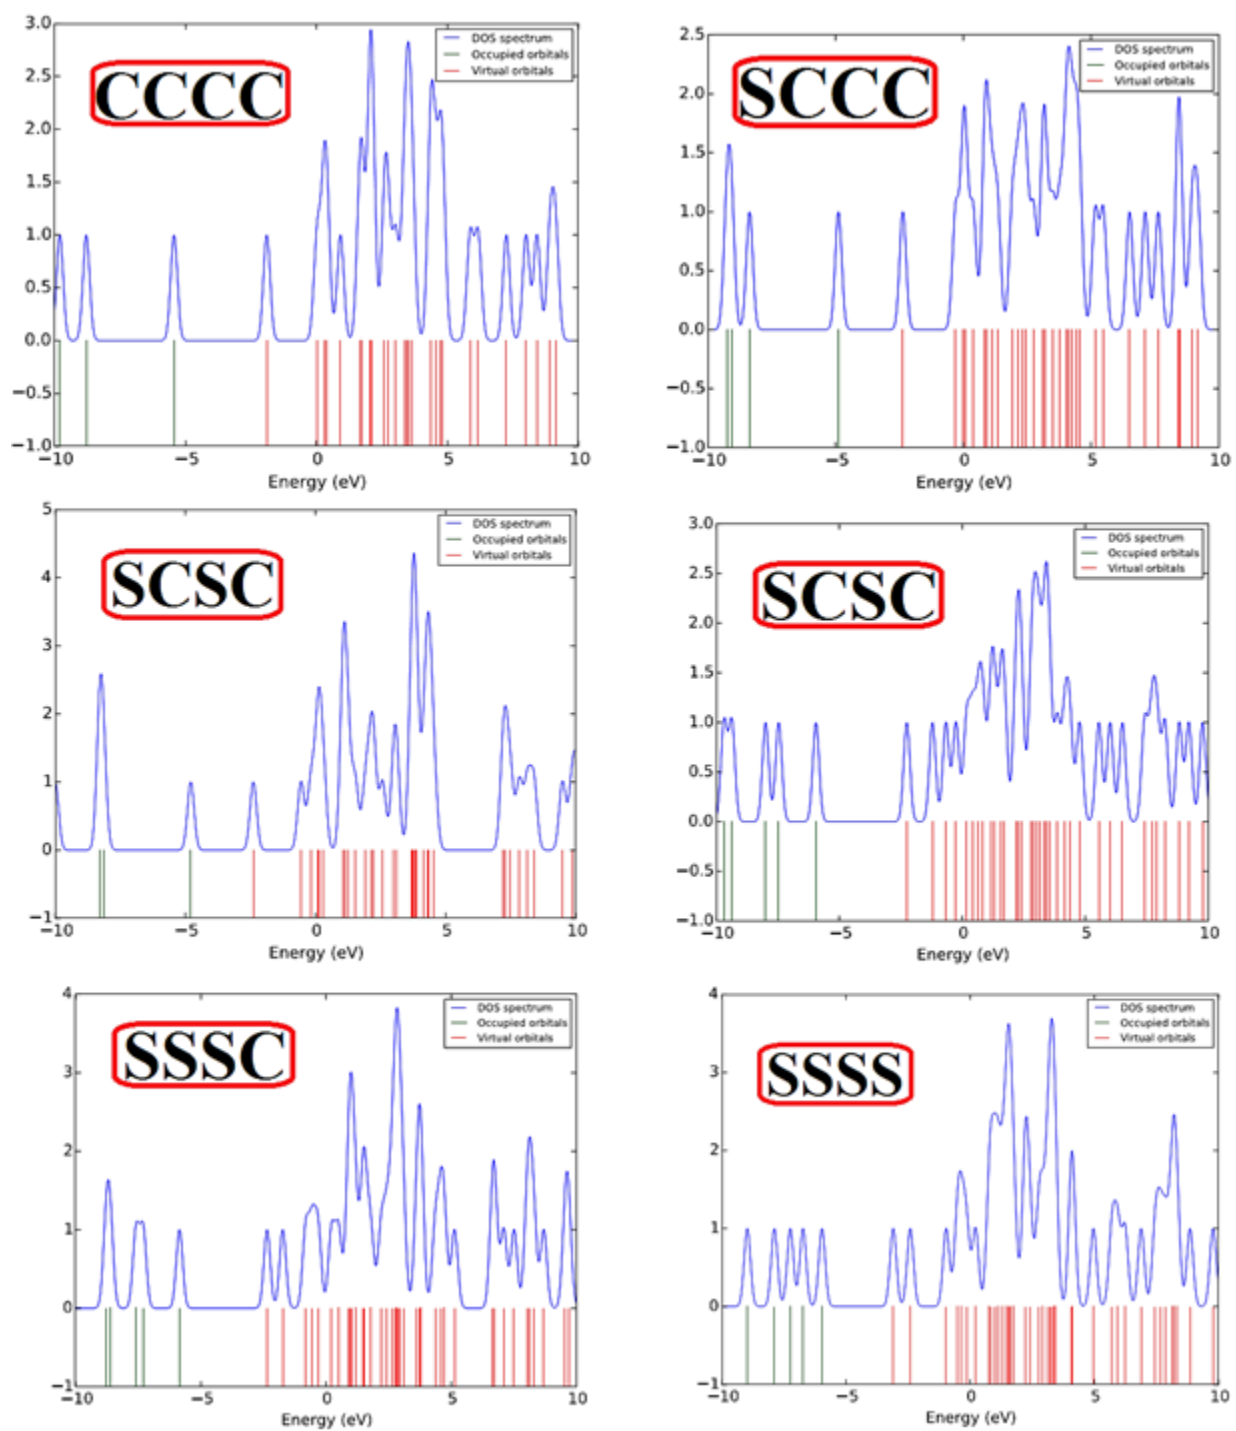 3.0
2.5
2.0
1.5
1.0
0.5
0.0
−0.5
−1.0
−10
−5
0
5
10
Energy (eV)
CCCC
DOS spectrum
Occupied orbitals
Virtual orbitals
2.5
2.0
1.5
1.0
0.5
0.0
−0.5
−1.0
−10
−5
0
5
10
Energy (eV)
SCCC
DOS spectrum
Occupied orbitals
Virtual orbitals
5
4
3
2
1
0
−1
−10
−5
0
5
10
Energy (eV)
SCSC
DOS spectrum
Occupied orbitals
Virtual orbitals
3.0
2.5
2.0
1.5
1.0
0.5
0.0
−0.5
−1.0
−10
−5
0
5
10
Energy (eV)
SCSC
DOS spectrum
Occupied orbitals
Virtual orbitals
4
3
2
1
0
−1
−10
−5
0
5
10
Energy (eV)
SSSC
DOS spectrum
Occupied orbitals
Virtual orbitals
4
3
2
1
0
−1
−10
−5
0
5
10
Energy (eV)
SSSS
DOS spectrum
Occupied orbitals
Virtual orbitals